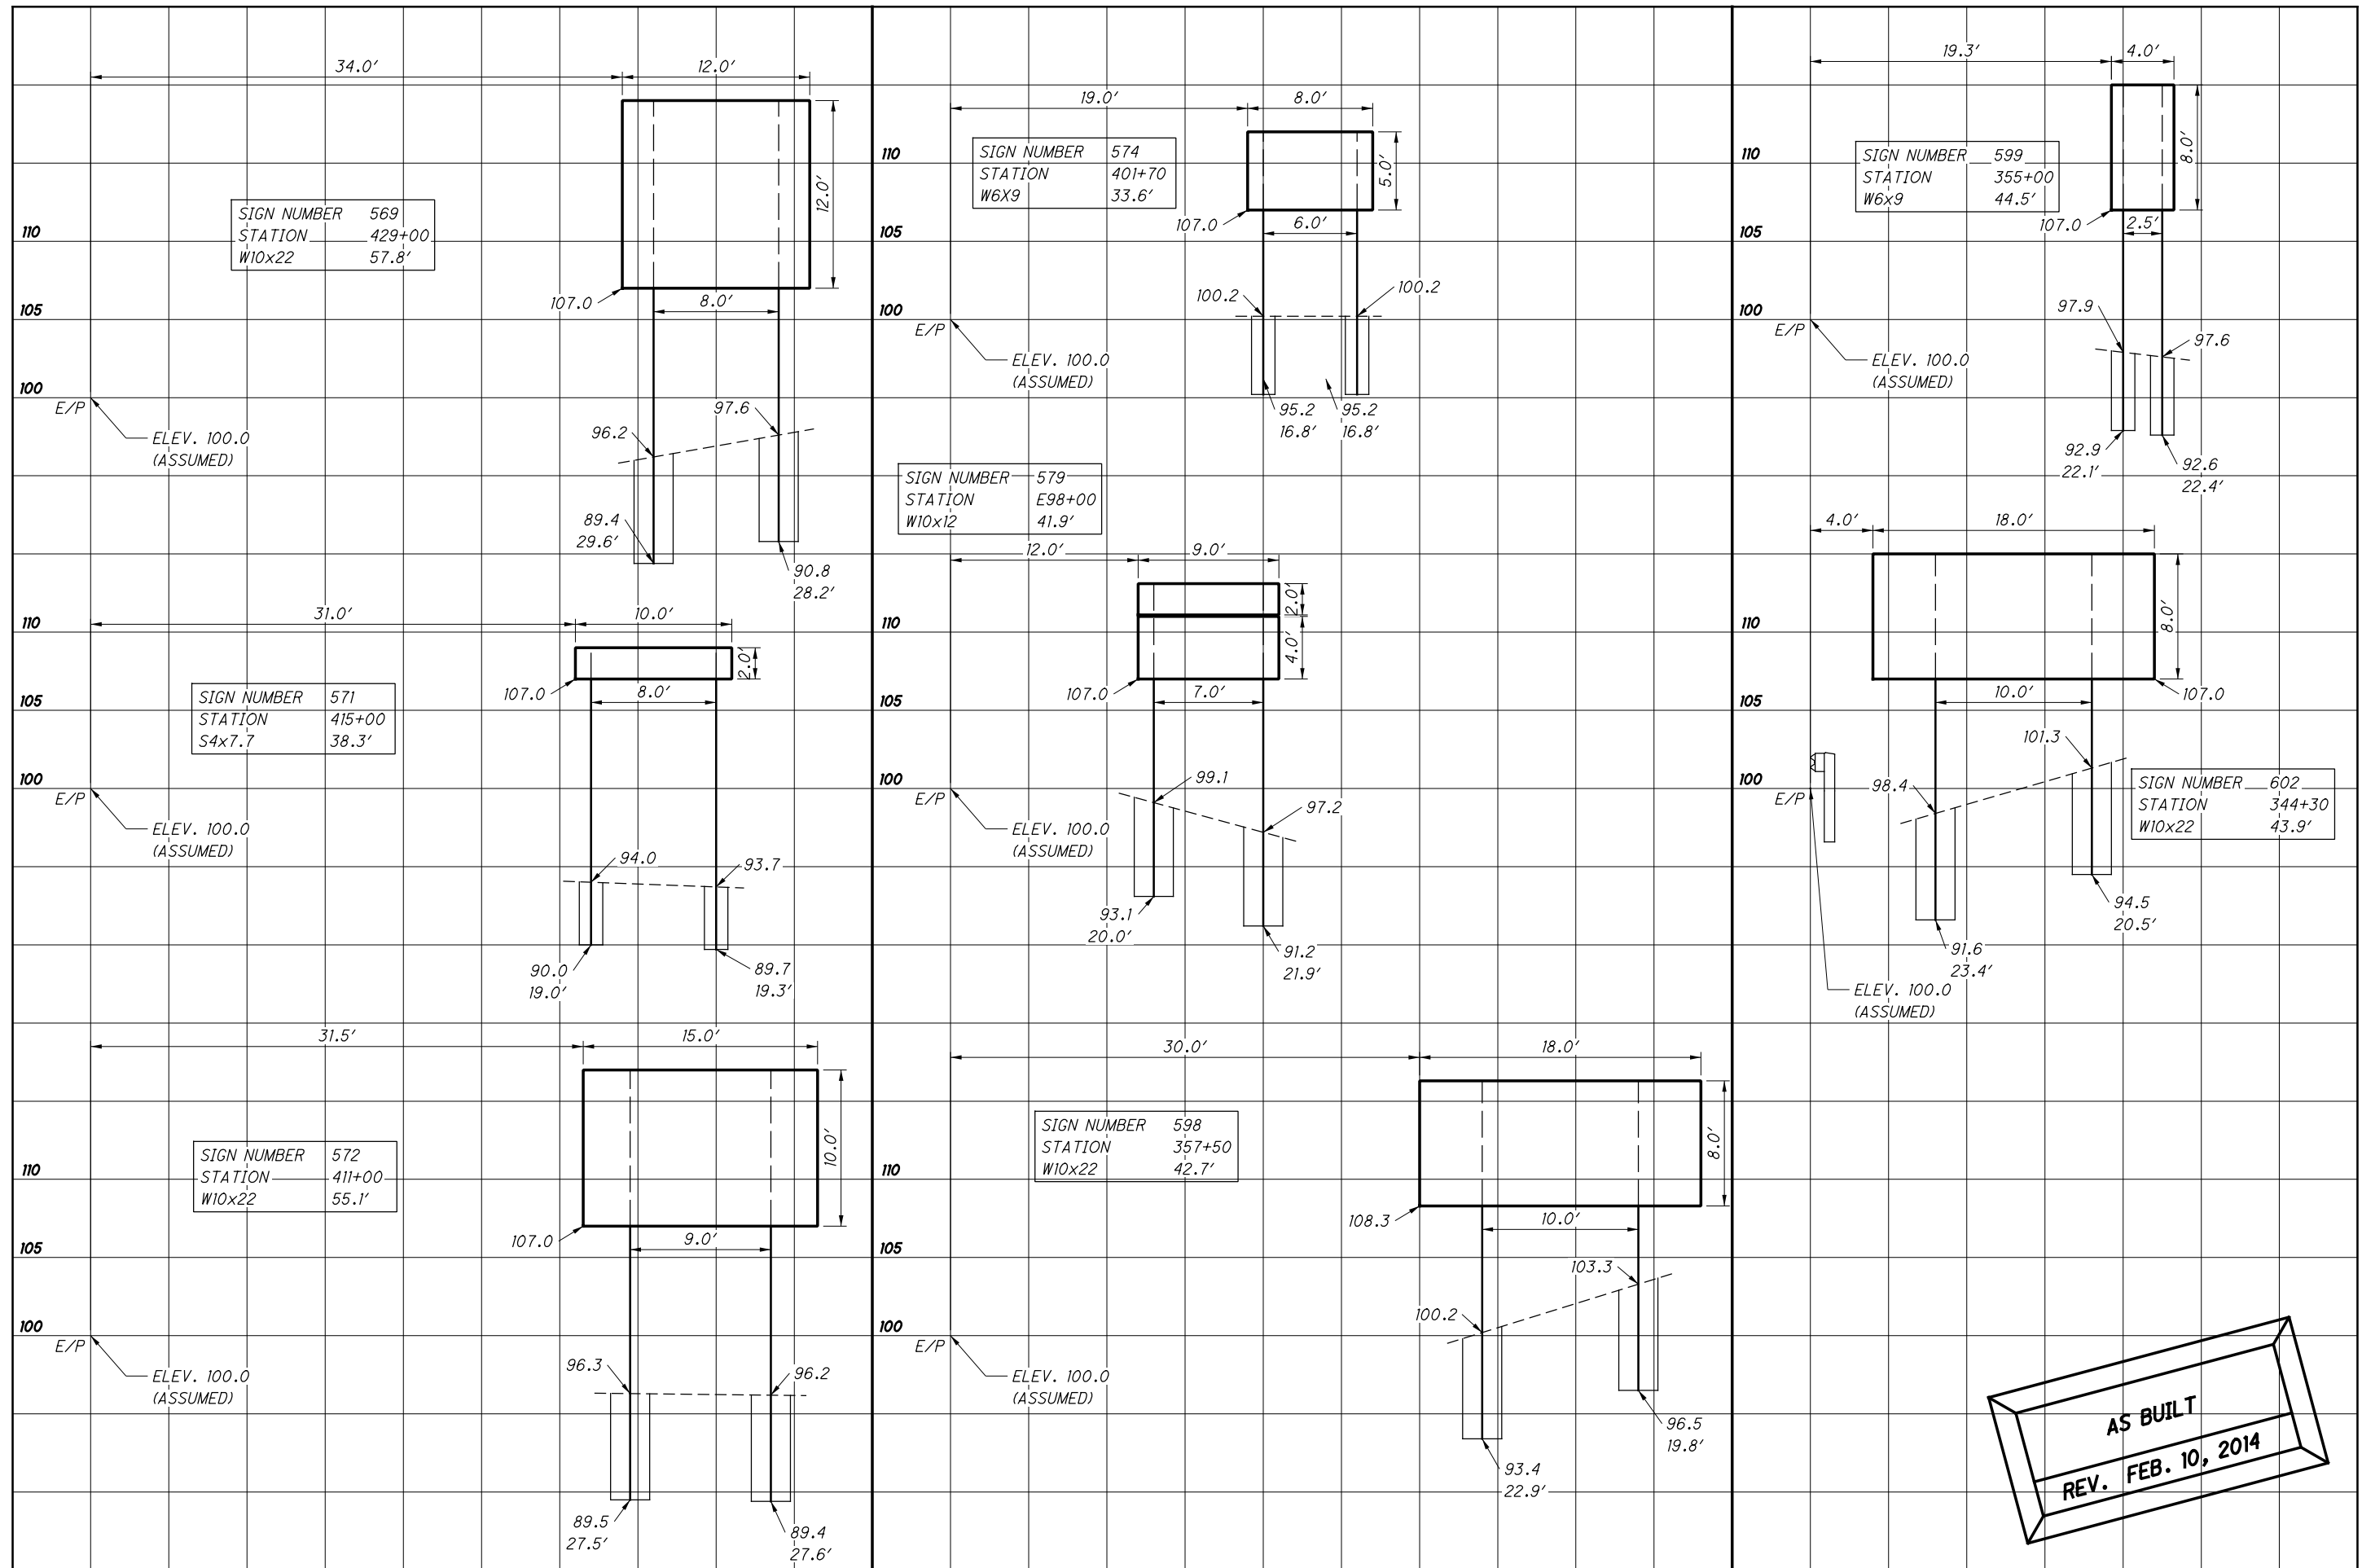 34.0'
12.0'
12.0'
SIGN NUMBER 569
STATION 429+00
W10x22 57.8'
110
107.0
8.0'
105
100
E/P
ELEV. 100.0
(ASSUMED)
97.6
96.2
89.4
29.6'
90.8
28.2'
31.0'
10.0'
2.0'
110
SIGN NUMBER 571
STATION 415+00
S4x7.7 38.3'
107.0
8.0'
105
100
E/P
ELEV. 100.0
(ASSUMED)
94.0
93.7
90.0
19.0'
89.7
19.3'
31.5'
15.0'
10.0'
SIGN NUMBER 572
STATION 411+00
W10x22 55.1'
110
107.0
9.0'
105
100
E/P
ELEV. 100.0
(ASSUMED)
96.3
96.2
89.5
27.5'
89.4
27.6'
19.0'
8.0'
5.0'
110
SIGN NUMBER 574
STATION 401+70
W6X9 33.6'
107.0
6.0'
105
100.2
100.2
100
E/P
ELEV. 100.0
(ASSUMED)
95.2
16.8'
95.2
16.8'
SIGN NUMBER 579
STATION E98+00
W10x12 41.9'
12.0'
9.0'
2.0'
4.0'
110
107.0
7.0'
105
100
E/P
ELEV. 100.0
(ASSUMED)
99.1
97.2
93.1
20.0'
91.2
21.9'
30.0'
18.0'
8.0'
SIGN NUMBER 598
STATION 357+50
W10x22 42.7'
110
108.3
10.0'
105
103.3
100.2
100
E/P
ELEV. 100.0
(ASSUMED)
96.5
19.8'
93.4
22.9'
19.3'
4.0'
8.0'
110
SIGN NUMBER 599
STATION 355+00
W6x9 44.5'
107.0
2.5'
105
100
E/P
ELEV. 100.0
(ASSUMED)
97.9
97.6
92.9
22.1'
92.6
22.4'
4.0'
18.0'
8.0'
110
107.0
10.0'
105
101.3
98.4
100
E/P
SIGN NUMBER 602
STATION 344+30
W10x22 43.9'
94.5
20.5'
91.6
23.4'
ELEV. 100.0
(ASSUMED)
AS BUILT
REV. FEB. 10, 2014